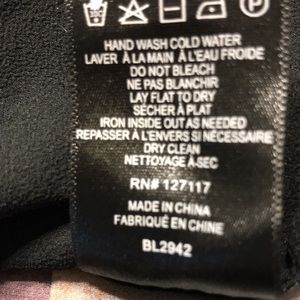 P
HAND WASH COLD WATER
LAVER À LA MAIN À L'EAU FROIDE
DO NOT BLEACH
NE PAS BLANCHIR
LAY FLAT TO DRY
SÉCHER À PLAT
IRON INSIDE OUT AS NEEDED
REPASSER À L'ENVERS SI NÉCESSAIRE
DRY CLEAN
NETTOYAGE À-SEC
RN# 127117
MADE IN CHINA
FABRIQUÉ EN CHINE
BL2942